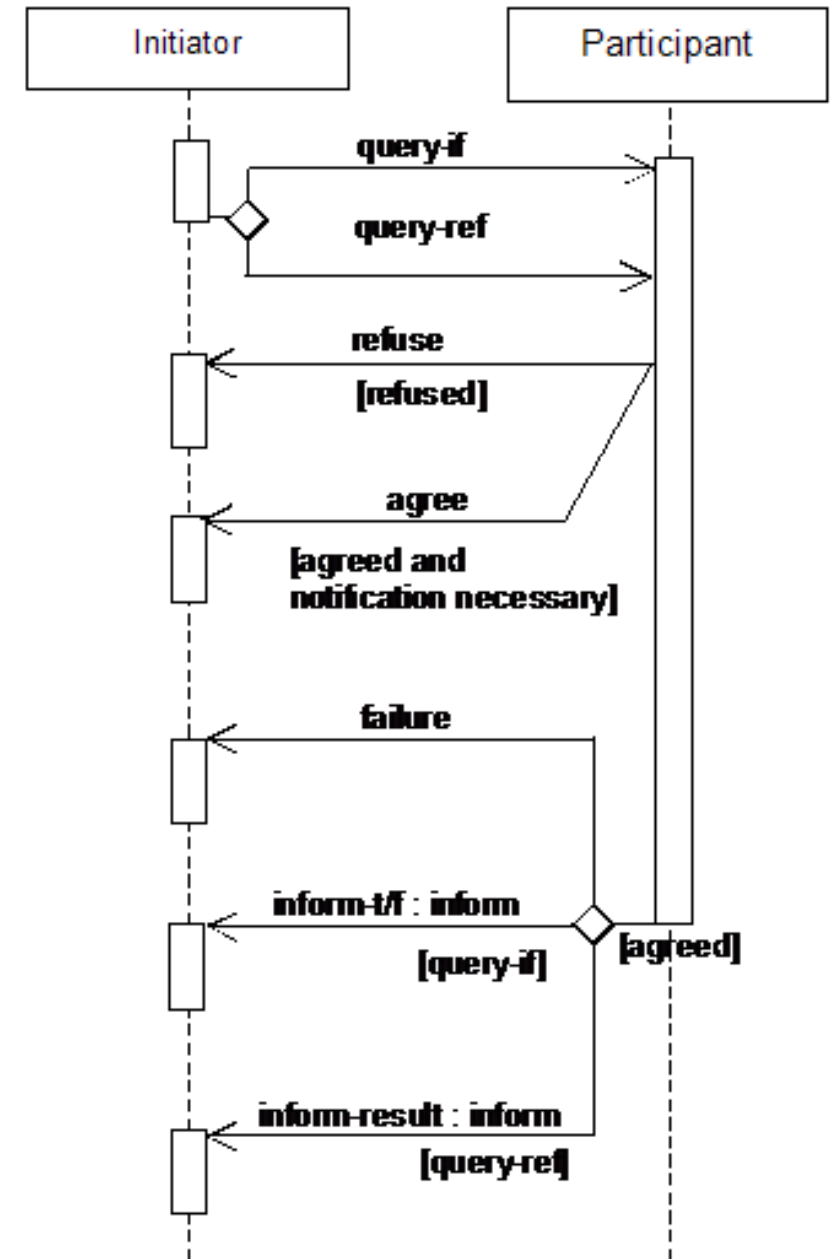 Initiator
Participant
query-if
query-ref
refuse
[refused]
agree
[agreed and
notification necessary]
failure
inform-t/f : inform
[agreed]
[query-if]
inform-result : inform
[query-ref]